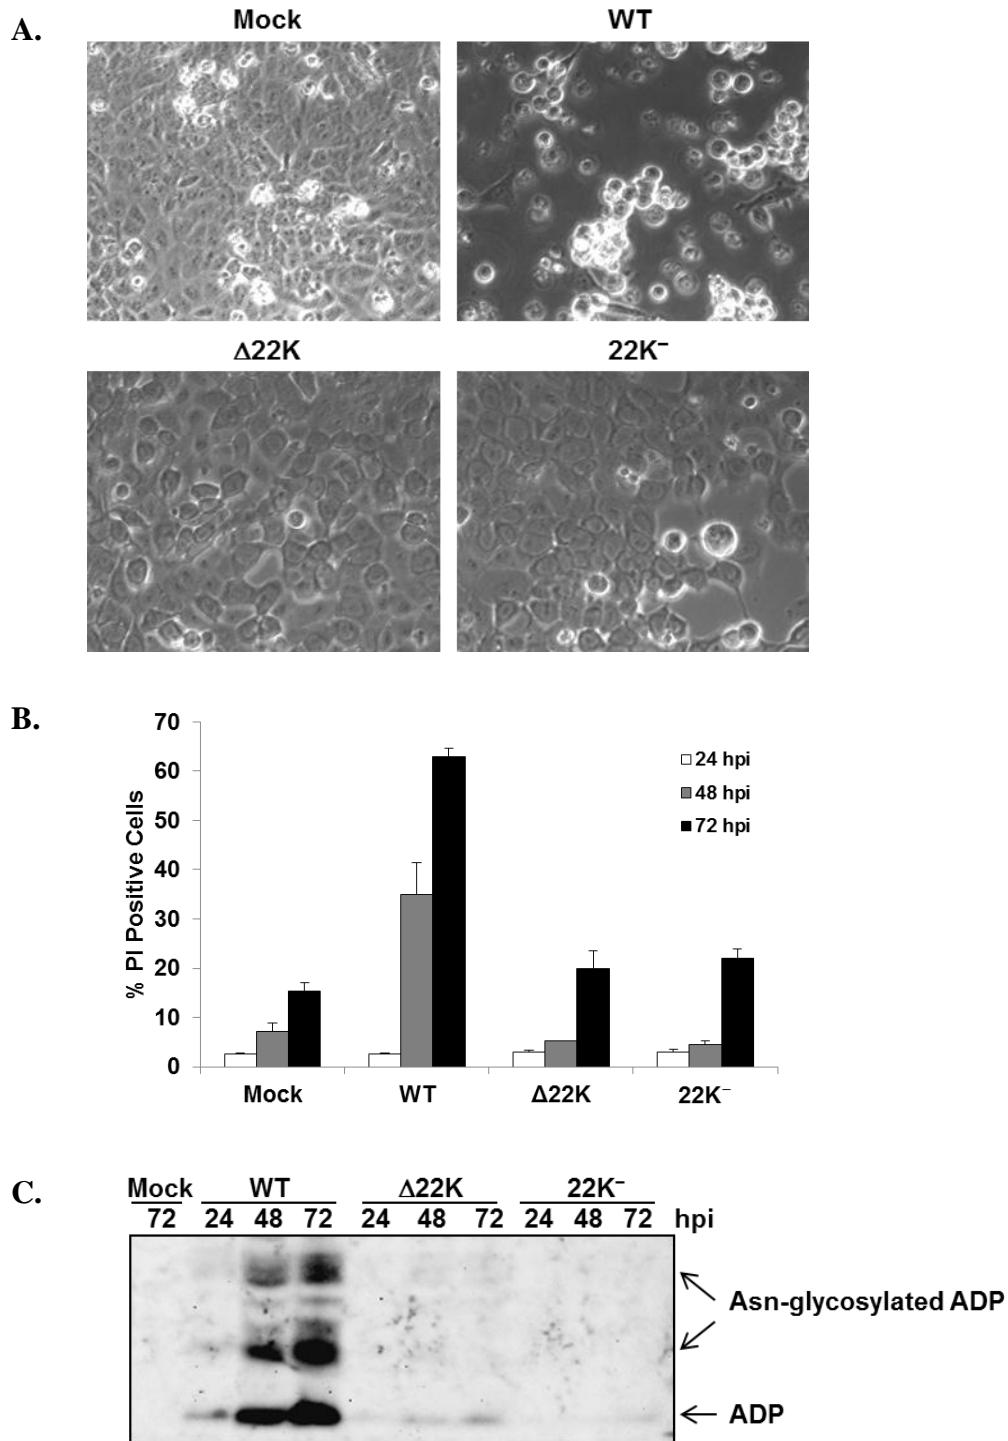 A.
Mock WT
Δ22K 22K⁻
B.
70
60
50
40
30
20
10
0
% PI Positive Cells
24 hpi
48 hpi
72 hpi
Mock WT Δ22K 22K⁻
C.
Mock WT Δ22K 22K⁻
72 24 48 72 24 48 72 24 48 72 hpi
Asn-glycosylated ADP
ADP